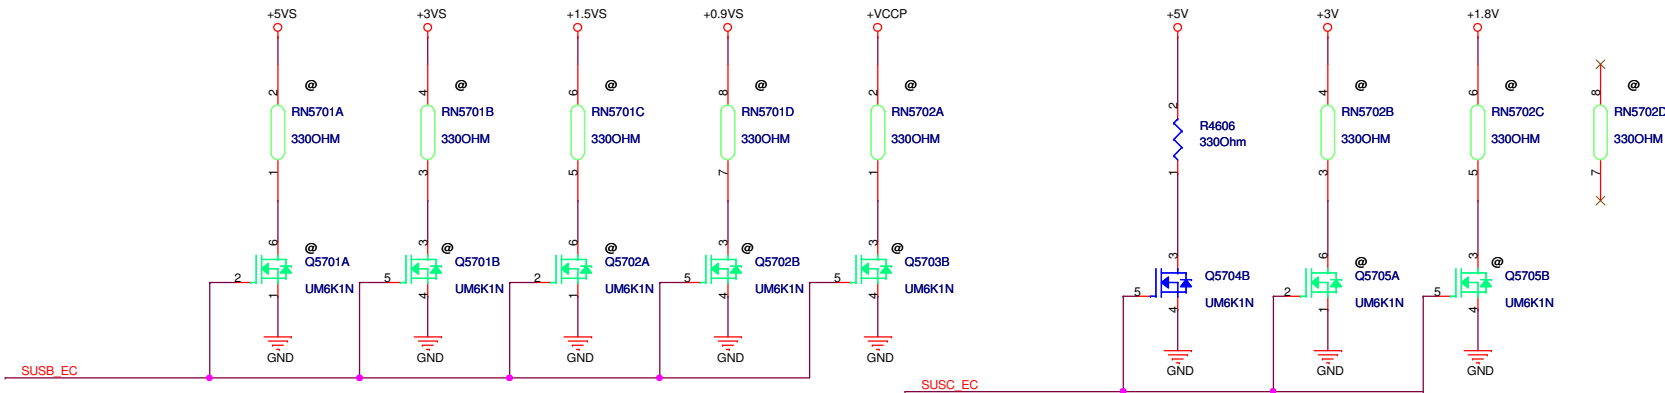 +5VS +3VS +1.5VS +0.9VS +VCCP +5V +3V +1.8V
@ @ @ @ @ @ @ @
2 4 6 8 2 2 4 6 8
RN5701A RN5701B RN5701C RN5701D RN5702A R4606 RN5702B RN5702C RN5702D
330OHM 330OHM 330OHM 330OHM 330OHM 330Ohm 330OHM 330OHM 330OHM
1 3 5 7 1 1 3 5 7
6 3 6 3 3 3 6 3
@ @ @ @ @ @ @
Q5701A Q5701B Q5702A Q5702B Q5703B Q5704B Q5705A Q5705B
2 5 2 5 5 5 2 5
UM6K1N UM6K1N UM6K1N UM6K1N UM6K1N UM6K1N UM6K1N UM6K1N
1 4 1 4 4 4 1 4
GND GND GND GND GND GND GND GND
SUSB_EC
SUSC_EC